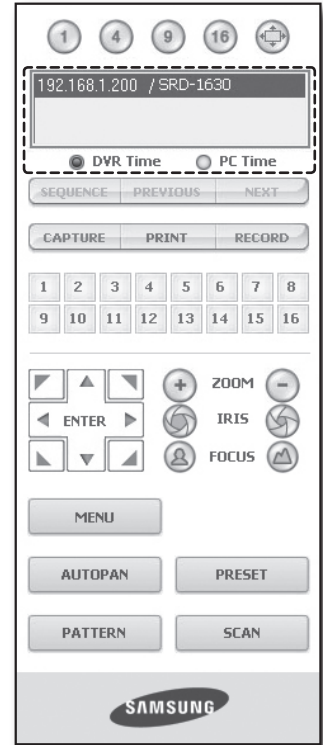 1 4 9 16
192.168.1.200 / SRD-1630
DVR Time PC Time
SEQUENCE PREVIOUS NEXT
CAPTURE PRINT RECORD
1 2 3 4 5 6 7 8
9 10 11 12 13 14 15 16
ZOOM
ENTER IRIS
FOCUS
MENU
AUTOPAN PRESET
PATTERN SCAN
SAMSUNG